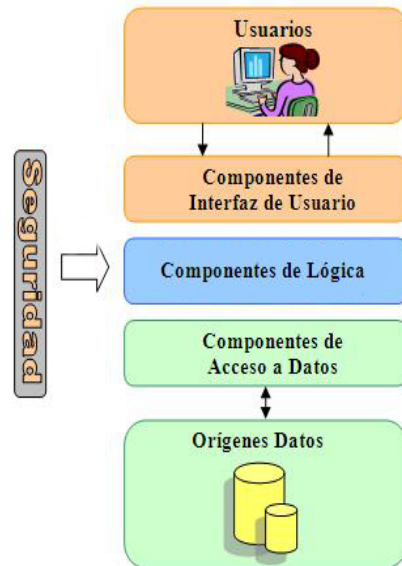 Usuarios
Componentes de
Interfaz de Usuario
Seguridad
Componentes de Lógica
Componentes de
Acceso a Datos
Orígenes Datos